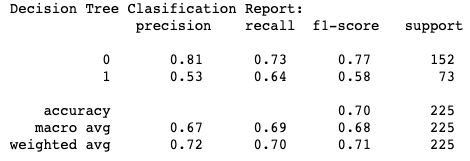 Decision Tree Clasification Report:
precision recall f1-score support
0 0.81 0.73 0.77 152
1 0.53 0.64 0.58 73
accuracy 0.70 225
macro avg 0.67 0.69 0.68 225
weighted avg 0.72 0.70 0.71 225